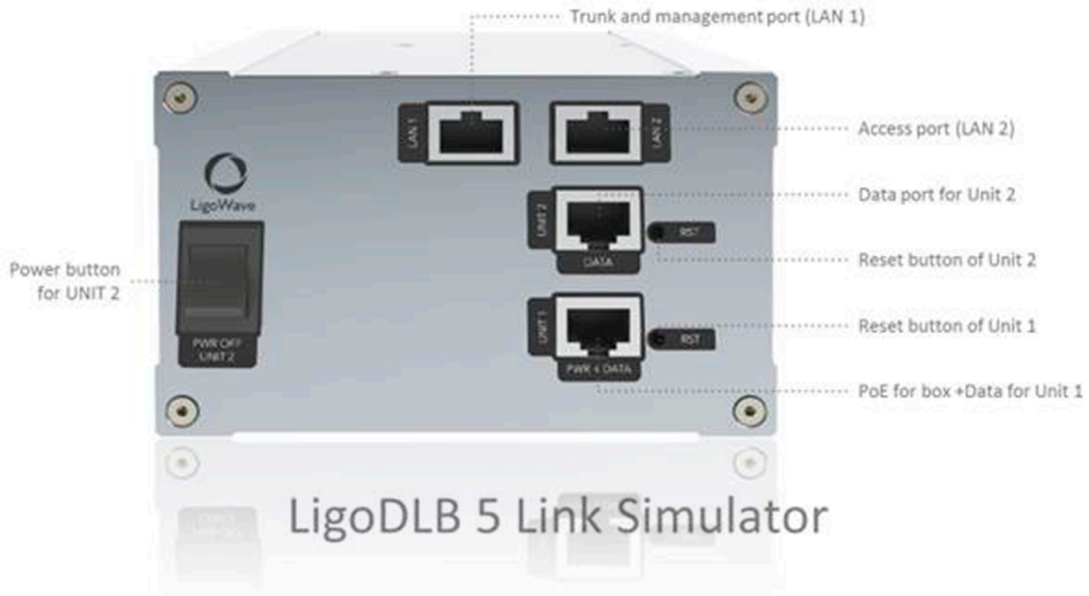 Trunk and management port (LAN 1)
LAN 1
LAN 2
Access port (LAN 2)
LigoWave
UNIT 2
Data port for Unit 2
RST
DATA
Reset button of Unit 2
Power button
for UNIT 2
UNIT 1
Reset button of Unit 1
RST
PWR OFF
UNIT 2
PWR + DATA
PoE for box +Data for Unit 1
LigoDLB 5 Link Simulator